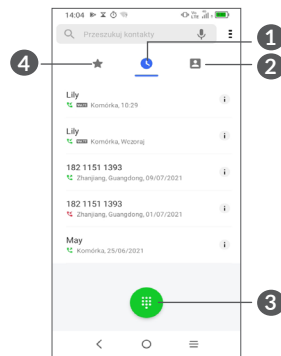 14:04
Przeszukaj kontakty
1
4
2
Lily
Komórka, 10:29
Lily
Komórka, Wczoraj
182 1151 1393
Zhanjiang, Guangdong, 09/07/2021
182 1151 1393
Zhanjiang, Guangdong, 01/07/2021
May
Komórka, 25/06/2021
3